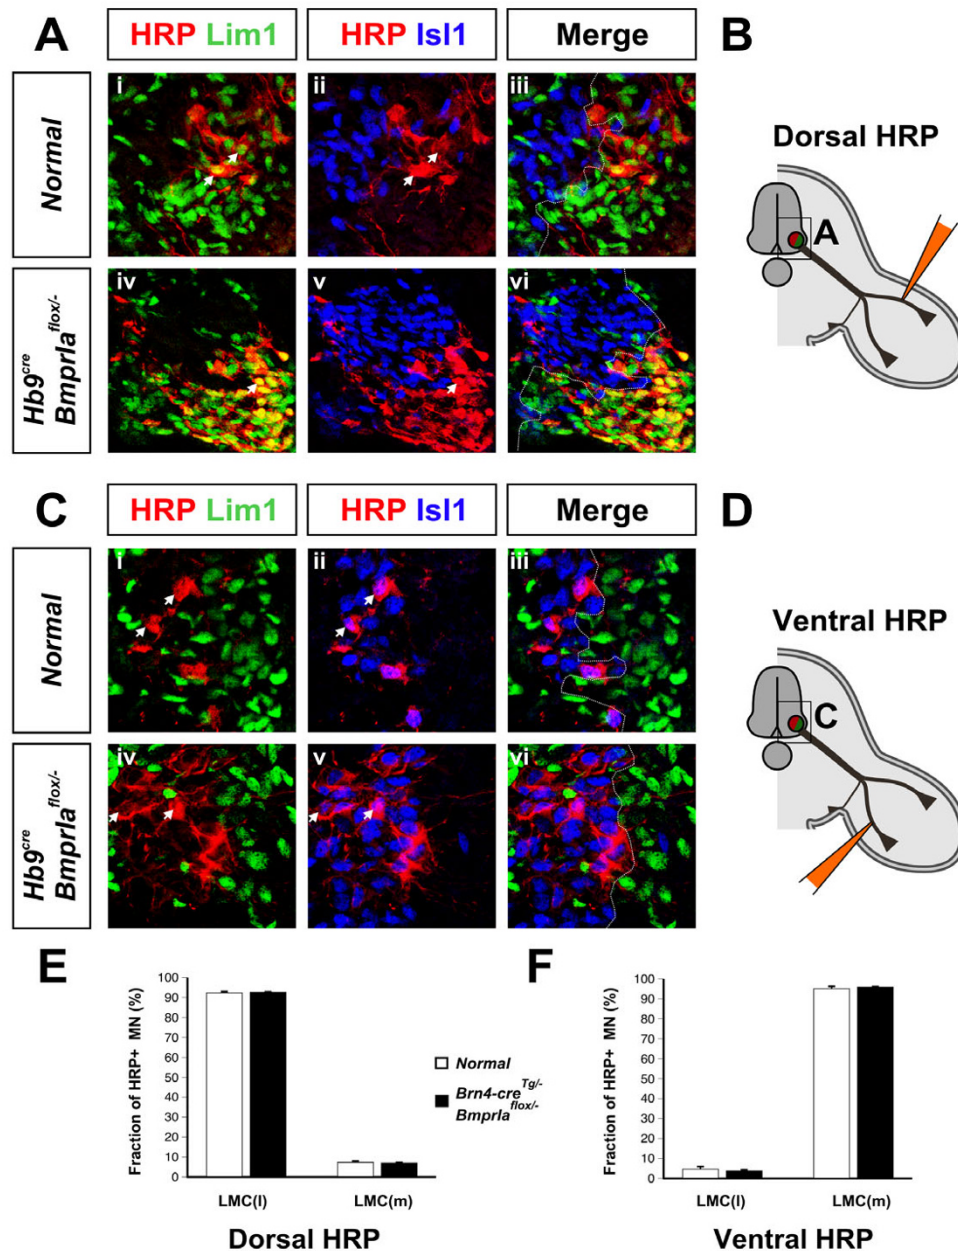 A
HRP Lim1
HRP Isl1
Merge
B
Normal
i
ii
iii
Dorsal HRP
A
Hb9cre
Bmprlaflox/-
iv
v
vi
C
HRP Lim1
HRP Isl1
Merge
D
Normal
i
ii
iii
Ventral HRP
C
Hb9cre
Bmprlaflox/-
iv
v
vi
E
Fraction of HRP+ MN (%)
100
90
80
70
60
50
40
30
20
10
0
LMC(l)
LMC(m)
Dorsal HRP
Normal
Brn4-creTg/-
Bmprlaflox/-
F
Fraction of HRP+ MN (%)
100
90
80
70
60
50
40
30
20
10
0
LMC(l)
LMC(m)
Ventral HRP